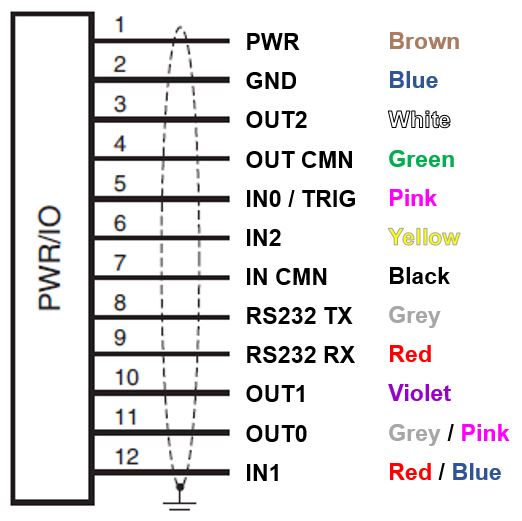 PWR/IO
1 PWR Brown
2 GND Blue
3 OUT2 White
4 OUT CMN Green
5 IN0 / TRIG Pink
6 IN2 Yellow
7 IN CMN Black
8 RS232 TX Grey
9 RS232 RX Red
10 OUT1 Violet
11 OUT0 Grey / Pink
12 IN1 Red / Blue